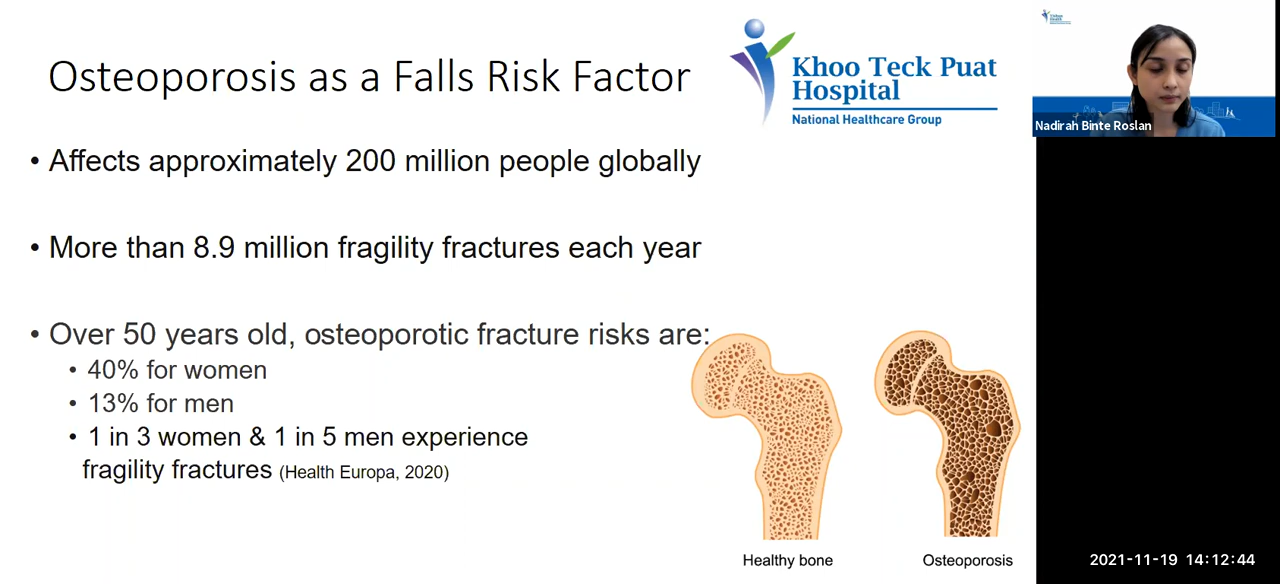 Osteoporosis as a Falls Risk Factor
Khoo Teck Puat
Hospital
National Healthcare Group
Nadirah Binte Roslan
• Affects approximately 200 million people globally
• More than 8.9 million fragility fractures each year
• Over 50 years old, osteoporotic fracture risks are:
• 40% for women
• 13% for men
• 1 in 3 women & 1 in 5 men experience
fragility fractures (Health Europa, 2020)
Healthy bone
Osteoporosis
2021-11-19 14:12:44